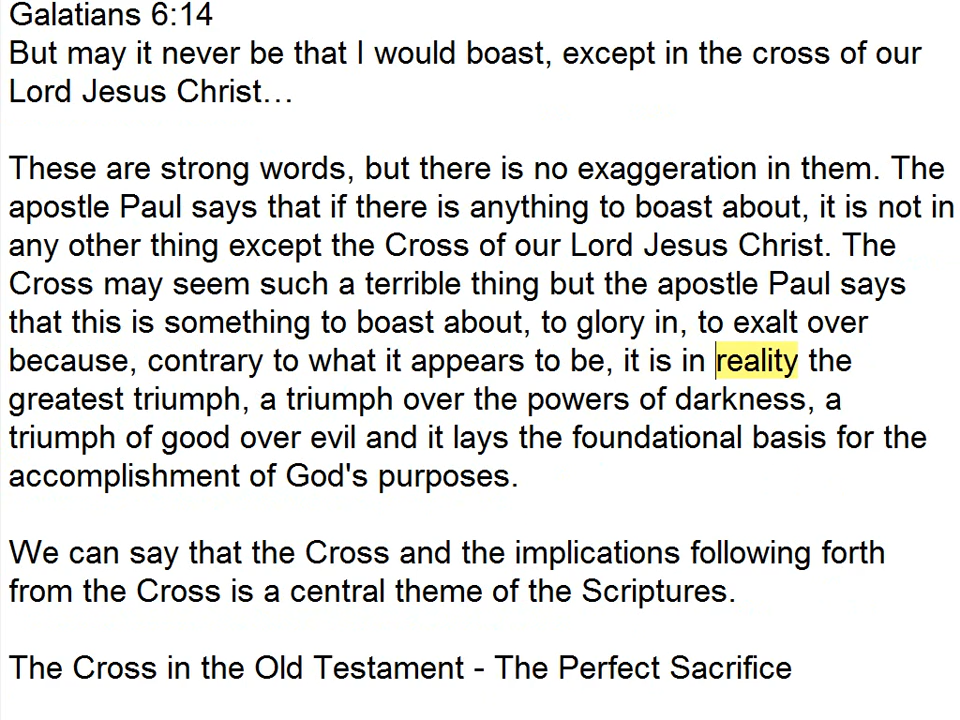 Galatians 6:14
But may it never be that I would boast, except in the cross of our
Lord Jesus Christ…
These are strong words, but there is no exaggeration in them. The
apostle Paul says that if there is anything to boast about, it is not in
any other thing except the Cross of our Lord Jesus Christ. The
Cross may seem such a terrible thing but the apostle Paul says
that this is something to boast about, to glory in, to exalt over
because, contrary to what it appears to be, it is in reality the
greatest triumph, a triumph over the powers of darkness, a
triumph of good over evil and it lays the foundational basis for the
accomplishment of God's purposes.
We can say that the Cross and the implications following forth
from the Cross is a central theme of the Scriptures.
The Cross in the Old Testament - The Perfect Sacrifice